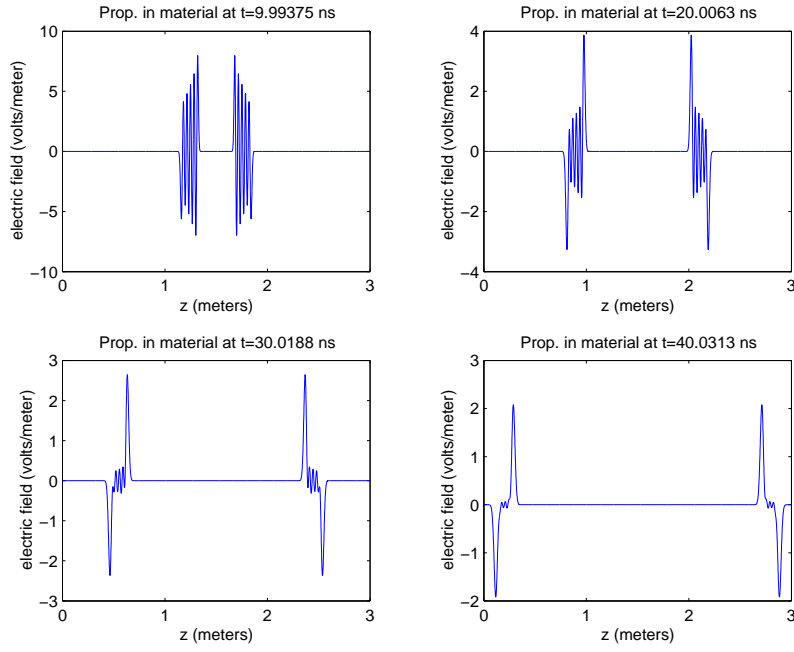 Prop. in material at t=9.99375 ns
10
5
0
−5
−10
electric field (volts/meter)
0 1 2 3
z (meters)
Prop. in material at t=20.0063 ns
4
2
0
−2
−4
electric field (volts/meter)
0 1 2 3
z (meters)
Prop. in material at t=30.0188 ns
3
2
1
0
−1
−2
−3
electric field (volts/meter)
0 1 2 3
z (meters)
Prop. in material at t=40.0313 ns
3
2
1
0
−1
−2
electric field (volts/meter)
0 1 2 3
z (meters)